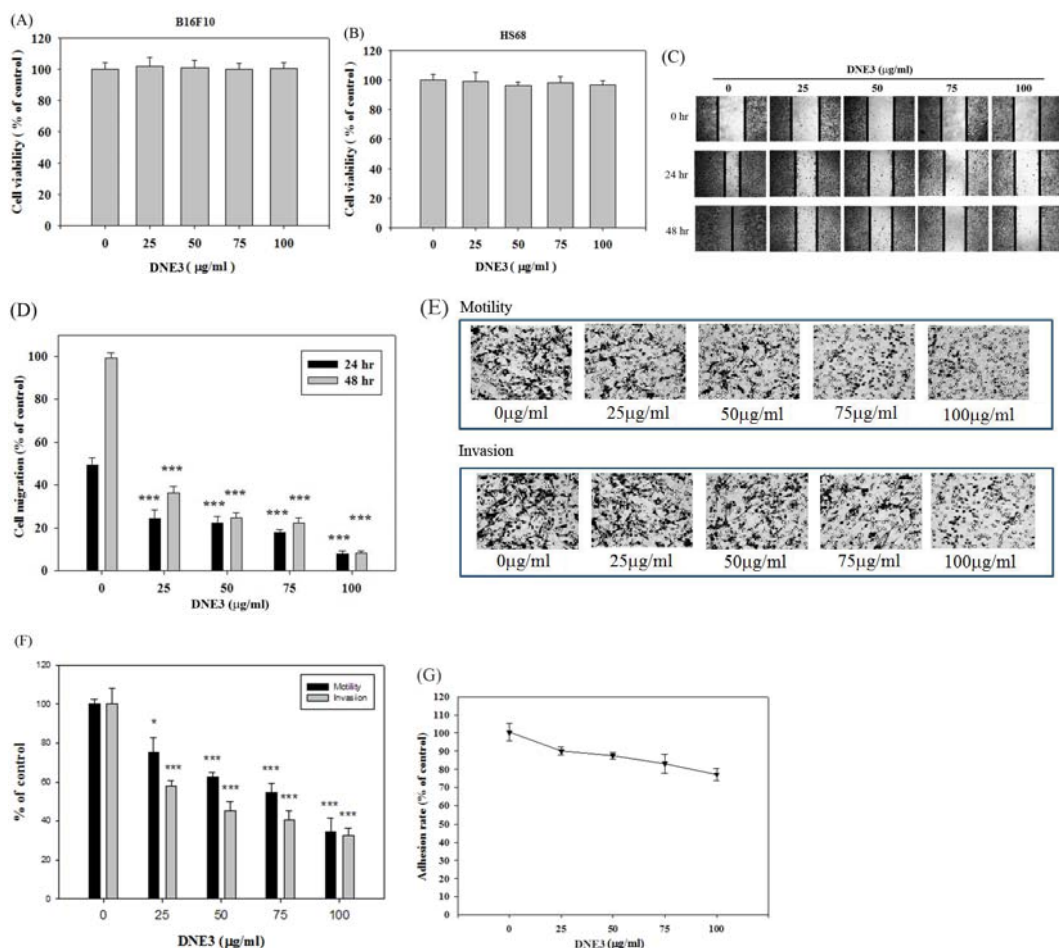 (A)
B16F10
Cell viability ( % of control )
120
100
80
60
40
20
0
0 25 50 75 100
DNE3 ( μg/ml )
(B)
HS68
Cell viability ( % of control )
120
100
80
60
40
20
0
0 25 50 75 100
DNE3 ( μg/ml )
(C)
DNE3 (μg/ml)
0 25 50 75 100
0 hr
24 hr
48 hr
(D)
Cell migration (% of control)
100
80
60
40
20
0
24 hr
48 hr
*** *** *** *** *** *** *** ***
0 25 50 75 100
DNE3 (μg/ml)
(E) Motility
0μg/ml 25μg/ml 50μg/ml 75μg/ml 100μg/ml
Invasion
0μg/ml 25μg/ml 50μg/ml 75μg/ml 100μg/ml
(F)
% of control
120
100
80
60
40
20
0
Motility
Invasion
* *** *** *** *** *** *** ***
0 25 50 75 100
DNE3 (μg/ml)
(G)
Adhesion rate (% of control)
120
110
100
90
80
70
60
50
40
30
20
10
0
0 25 50 75 100
DNE3 (μg/ml)